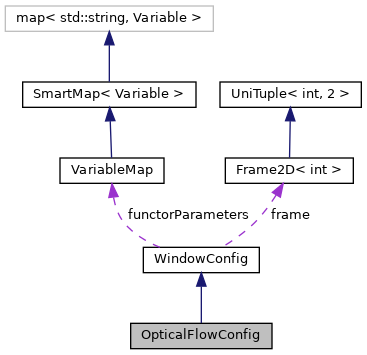 map< std::string, Variable >
SmartMap< Variable >
UniTuple< int, 2 >
VariableMap
Frame2D< int >
functorParameters
frame
WindowConfig
OpticalFlowConfig